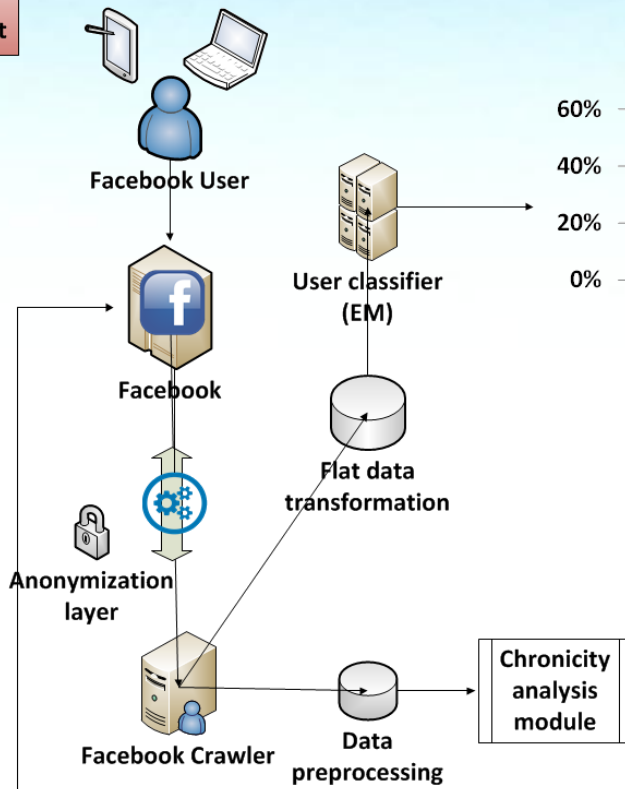 t
Facebook User
60%
40%
20%
0%
User classifier
(EM)
f
Facebook
Flat data
transformation
Anonymization
layer
Facebook Crawler
Data
preprocessing
Chronicity
analysis
module